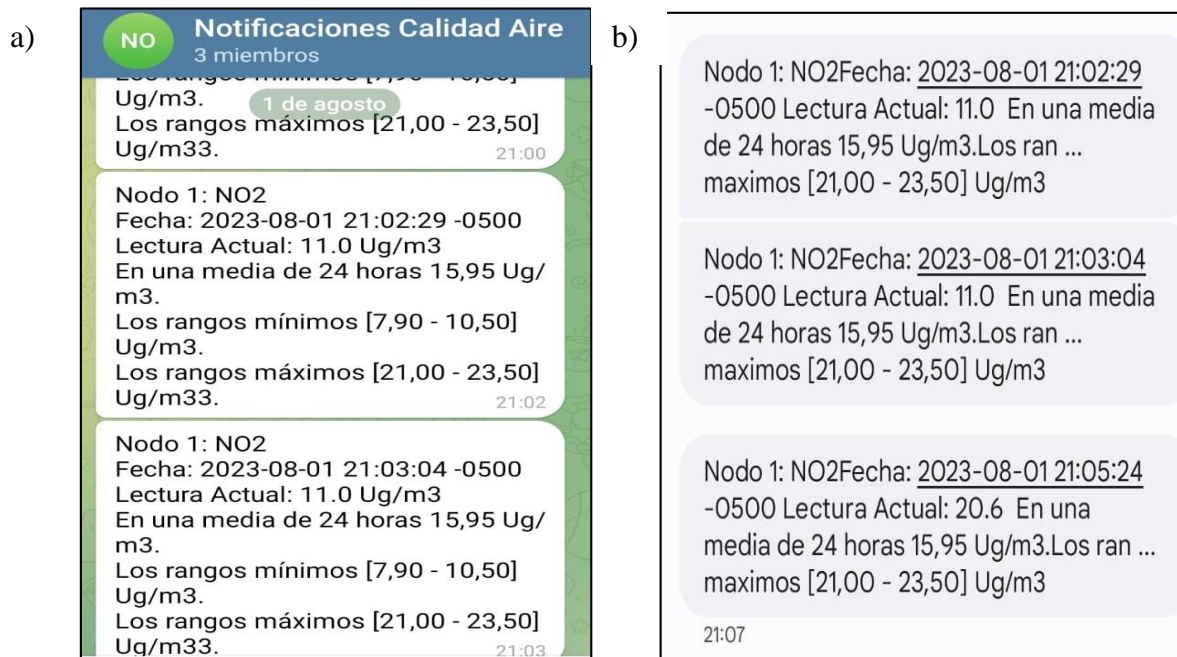 a)
NO
Notificaciones Calidad Aire
3 miembros
Ug/m3.
1 de agosto
Los rangos máximos [21,00 - 23,50]
Ug/m33.
21:00
Nodo 1: NO2
Fecha: 2023-08-01 21:02:29 -0500
Lectura Actual: 11.0 Ug/m3
En una media de 24 horas 15,95 Ug/
m3.
Los rangos mínimos [7,90 - 10,50]
Ug/m3.
Los rangos máximos [21,00 - 23,50]
Ug/m33.
21:02
Nodo 1: NO2
Fecha: 2023-08-01 21:03:04 -0500
Lectura Actual: 11.0 Ug/m3
En una media de 24 horas 15,95 Ug/
m3.
Los rangos mínimos [7,90 - 10,50]
Ug/m3.
Los rangos máximos [21,00 - 23,50]
Ug/m33.
21:03
b)
Nodo 1: NO2Fecha: 2023-08-01 21:02:29
-0500 Lectura Actual: 11.0  En una media
de 24 horas 15,95 Ug/m3.Los ran ...
maximos [21,00 - 23,50] Ug/m3
Nodo 1: NO2Fecha: 2023-08-01 21:03:04
-0500 Lectura Actual: 11.0  En una media
de 24 horas 15,95 Ug/m3.Los ran ...
maximos [21,00 - 23,50] Ug/m3
Nodo 1: NO2Fecha: 2023-08-01 21:05:24
-0500 Lectura Actual: 20.6  En una
media de 24 horas 15,95 Ug/m3.Los ran ...
maximos [21,00 - 23,50] Ug/m3
21:07